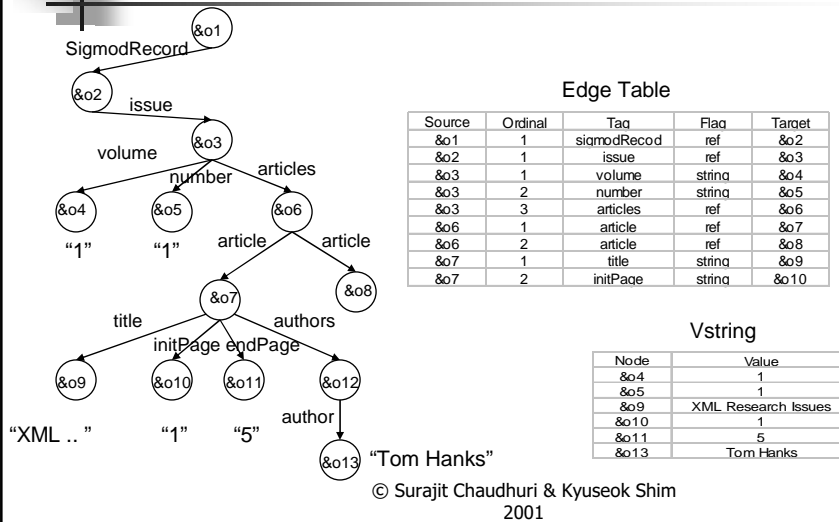 &o1
SigmodRecord
&o2
issue
&o3
volume
number
articles
&o4
&o5
&o6
“1”
“1”
article
article
&o7
&o8
title
initPage
endPage
authors
&o9
&o10
&o11
&o12
“XML .. ”
“1”
“5”
author
&o13
“Tom Hanks”
Edge Table
Source Ordinal Tag Flag Target
&o1 1 sigmodRecod ref &o2
&o2 1 issue ref &o3
&o3 1 volume string &o4
&o3 2 number string &o5
&o3 3 articles ref &o6
&o6 1 article ref &o7
&o6 2 article ref &o8
&o7 1 title string &o9
&o7 2 initPage string &o10
Vstring
Node Value
&o4 1
&o5 1
&o9 XML Research Issues
&o10 1
&o11 5
&o13 Tom Hanks
© Surajit Chaudhuri & Kyuseok Shim
2001